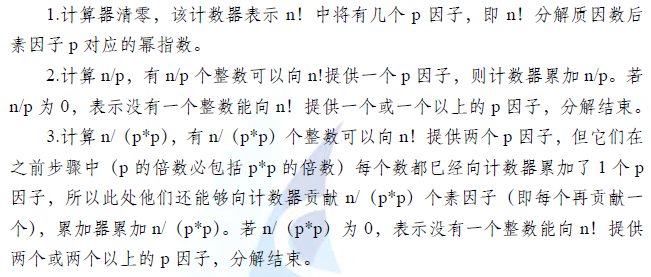 1.计算器清零，该计数器表示 n！中将有几个 p 因子，即 n！分解质因数后
素因子 p 对应的幂指数。
2.计算 n/p，有 n/p 个整数可以向 n!提供一个 p 因子，则计数器累加 n/p。若
n/p 为 0，表示没有一个整数能向 n！提供一个或一个以上的 p 因子，分解结束。
3.计算 n/（p*p），有 n/（p*p）个整数可以向 n！提供两个 p 因子，但它们在
之前步骤中（p 的倍数必包括 p*p 的倍数）每个数都已经向计数器累加了 1 个 p
因子，所以此处他们还能够向计数器贡献 n/（p*p）个素因子（即每个再贡献一
个），累加器累加 n/（p*p）。若 n/（p*p）为 0，表示没有一个整数能向 n！提供
两个或两个以上的 p 因子，分解结束。